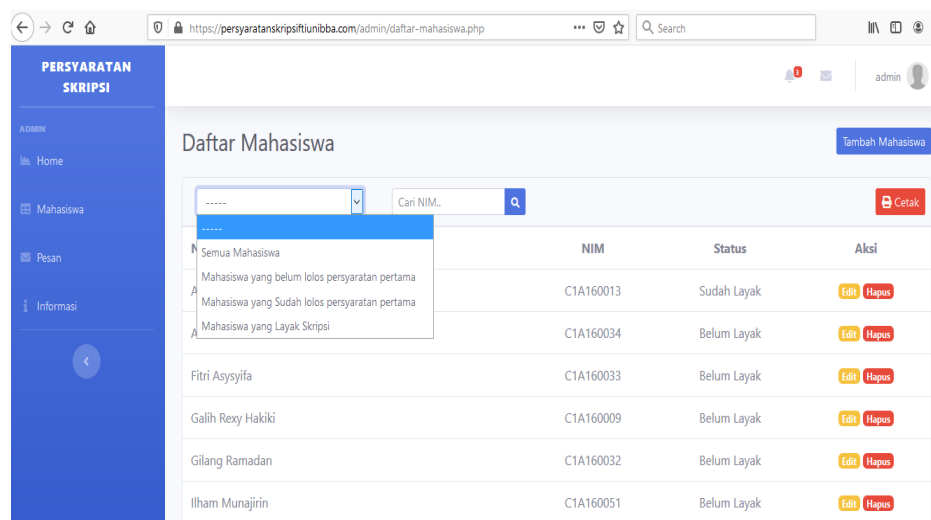 https://persyaratanskripsiftiunibba.com/admin/daftar-mahasiswa.php
Search
PERSYARATAN
SKRIPSI
3
admin
ADMIN
Home
Mahasiswa
Pesan
Informasi
Daftar Mahasiswa
Tambah Mahasiswa
-----
Cari NIM..
Cetak
-----
Semua Mahasiswa
Mahasiswa yang belum lolos persyaratan pertama
Mahasiswa yang Sudah lolos persyaratan pertama
Mahasiswa yang Layak Skripsi
N NIM Status Aksi
A C1A160013 Sudah Layak Edit Hapus
A C1A160034 Belum Layak Edit Hapus
Fitri Asysyifa C1A160033 Belum Layak Edit Hapus
Galih Rexy Hakiki C1A160009 Belum Layak Edit Hapus
Gilang Ramadan C1A160032 Belum Layak Edit Hapus
Ilham Munajirin C1A160051 Belum Layak Edit Hapus